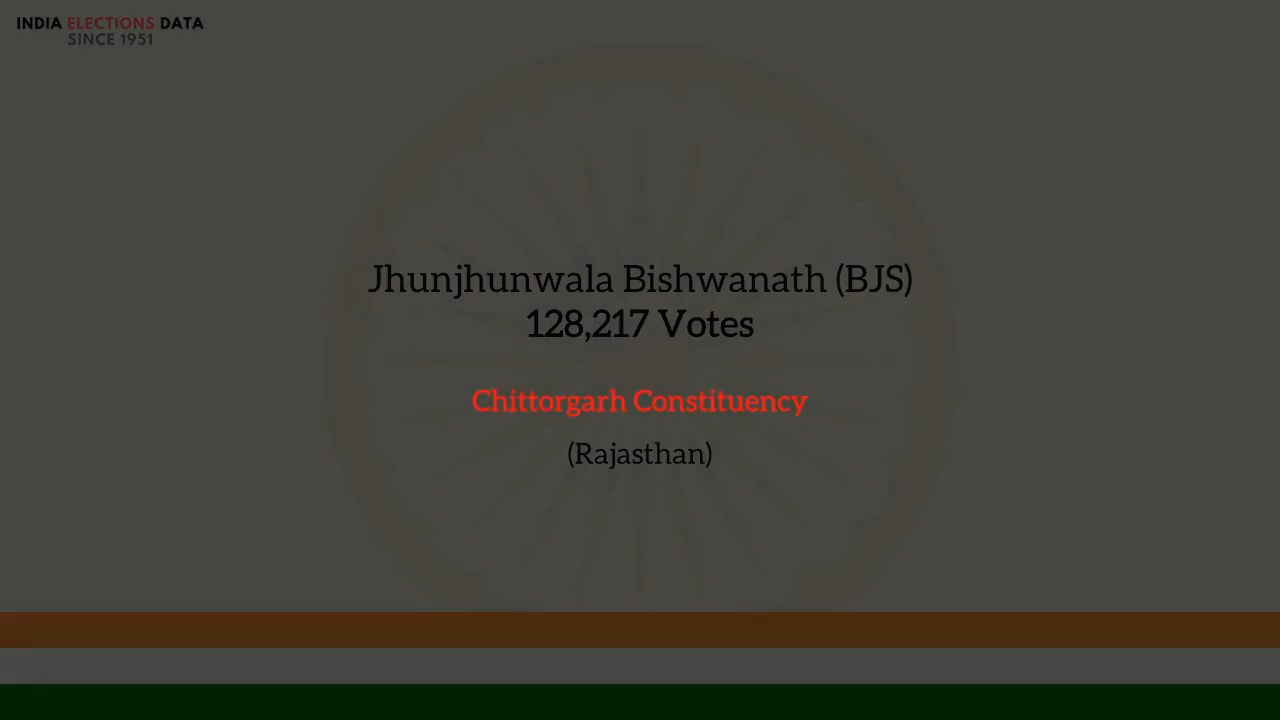 INDIA ELECTIONS DATA
SINCE 1951
Jhunjhunwala Bishwanath (BJS)
128,217 Votes
Chittorgarh Constituency
(Rajasthan)